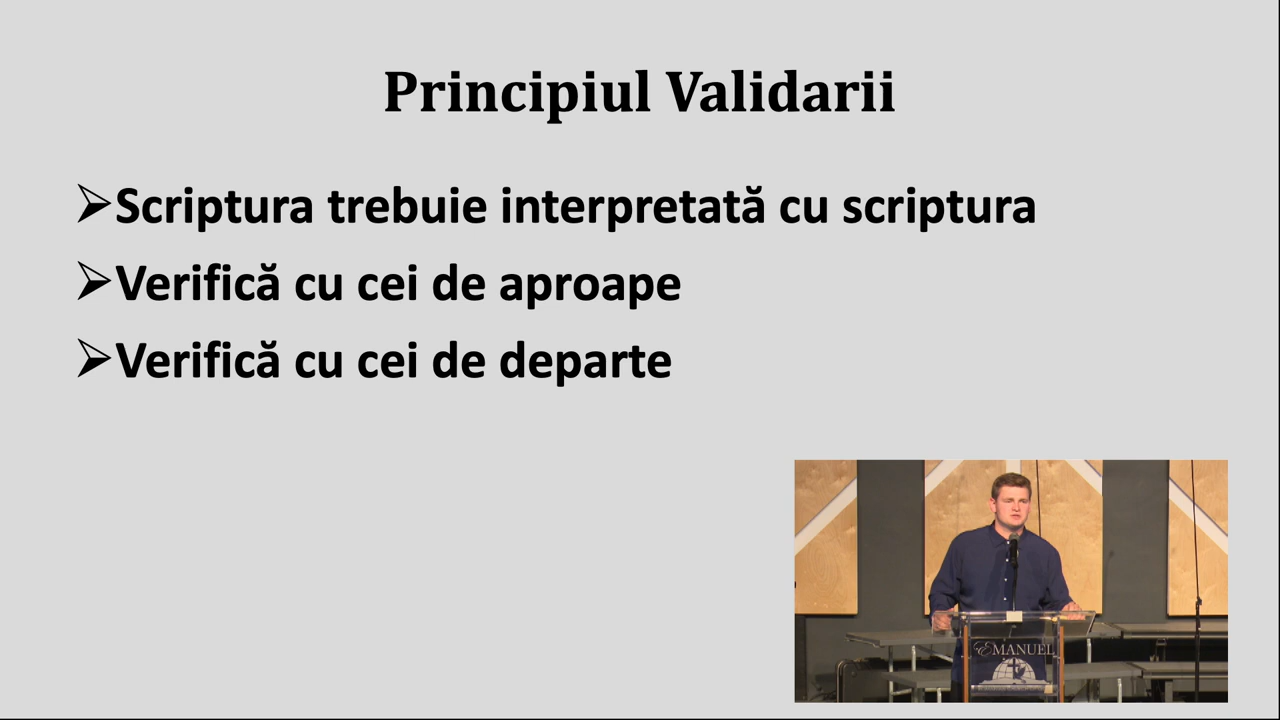 Principiul Validarii
Scriptura trebuie interpretată cu scriptura
Verifică cu cei de aproape
Verifică cu cei de departe
EMANUEL